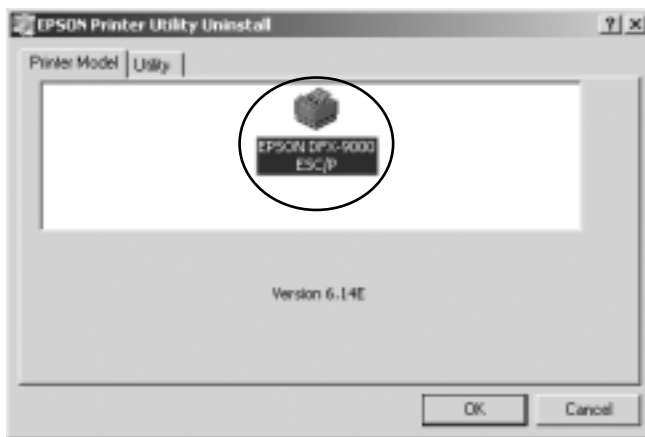 EPSON Printer Utility Uninstall
Printer Model
Utility
EPSON DFX-9000
ESC/P
Version 6.14E
OK
Cancel